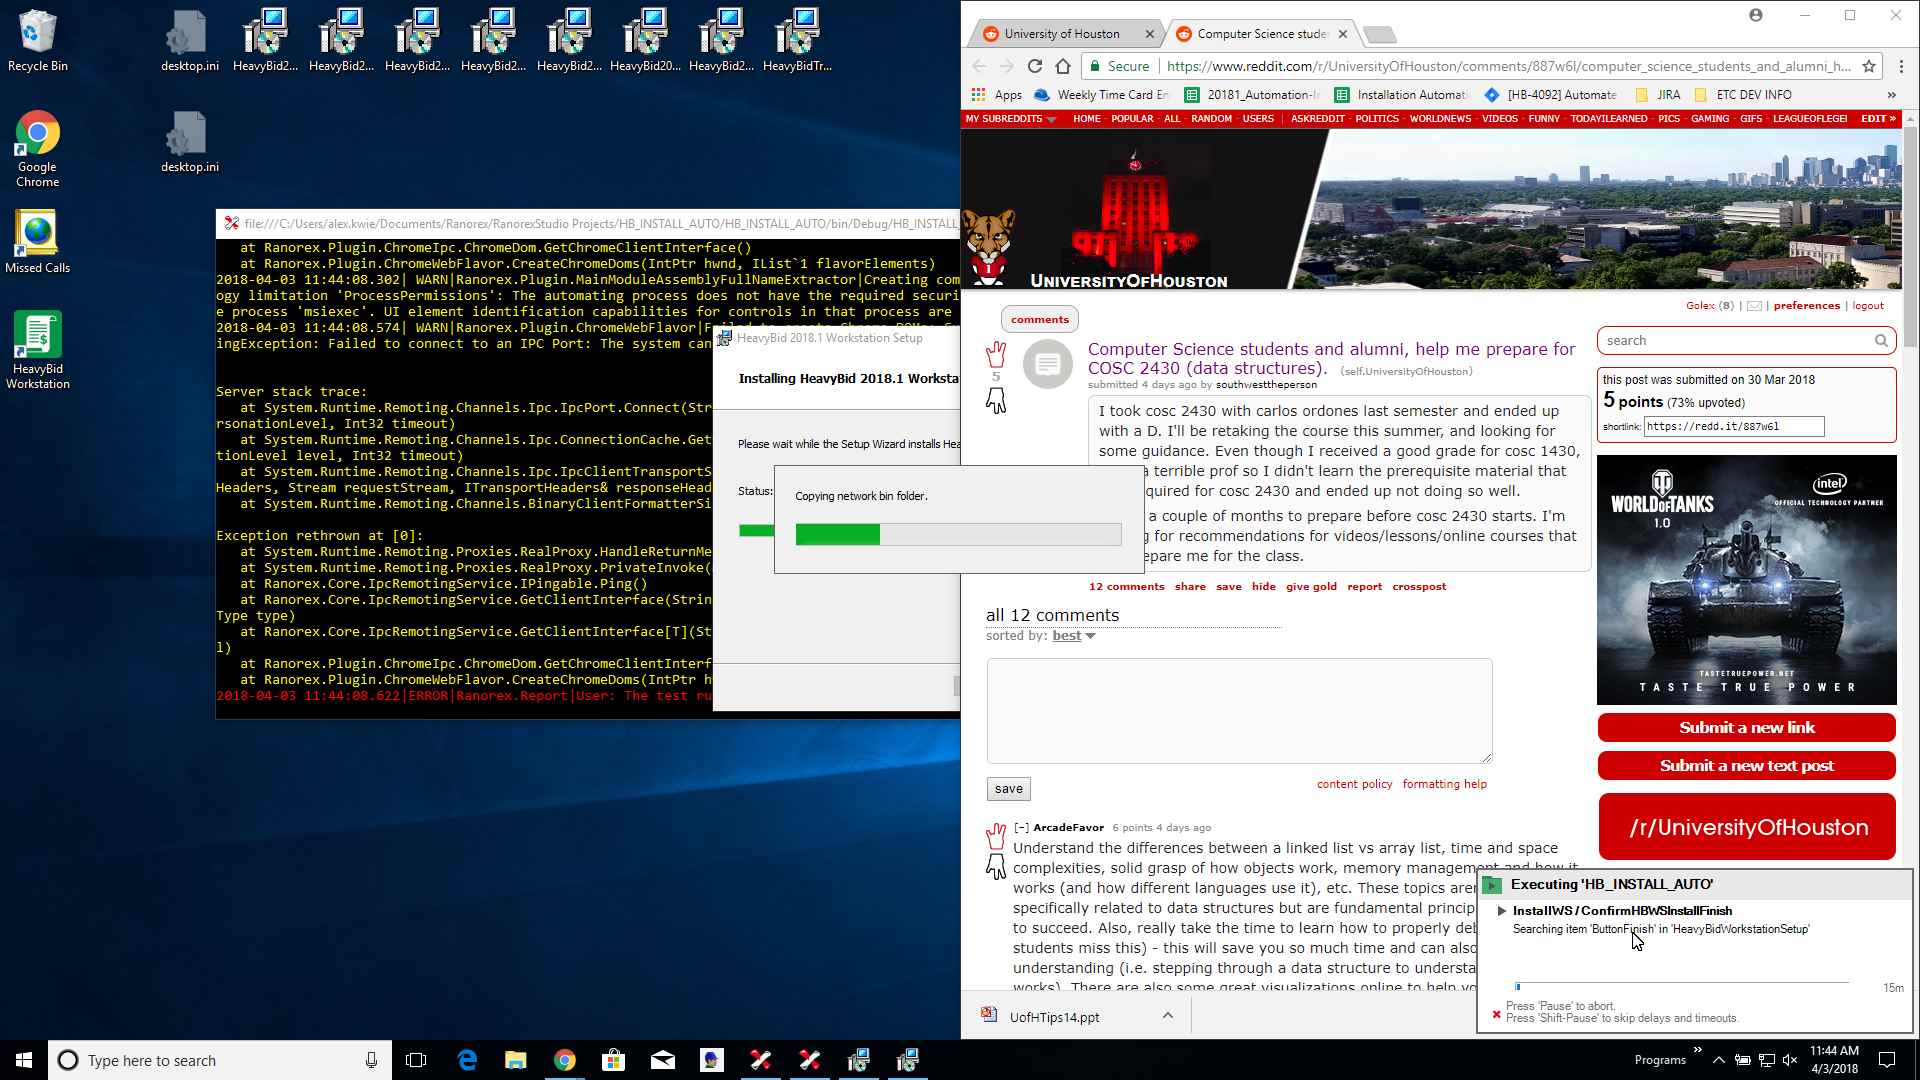 Recycle Bin
desktop.ini
HeavyBid2...
HeavyBid2...
HeavyBid2...
HeavyBid2...
HeavyBid2...
HeavyBid20...
HeavyBid2...
HeavyBidTr...
Google
Chrome
desktop.ini
Missed Calls
HeavyBid
Workstation
file:///C:/Users/alex.kwie/Documents/Ranorex/RanorexStudio Projects/HB_INSTALL_AUTO/HB_INSTALL_AUTO/bin/Debug/HB_INSTALL_
at Ranorex.Plugin.ChromeIpc.ChromeDom.GetChromeClientInterface()
at Ranorex.Plugin.ChromeWebFlavor.CreateChromeDoms(IntPtr hwnd, IList`1 flavorElements)
2018-04-03 11:44:08.302| WARN|Ranorex.Plugin.MainModuleAssemblyFullNameExtractor|Creating com
ogy limitation 'ProcessPermissions': The automating process does not have the required securi
e process 'msiexec'. UI element identification capabilities for controls in that process are
2018-04-03 11:44:08.574| WARN|Ranorex.Plugin.ChromeWebFlavor|
ingException: Failed to connect to an IPC Port: The system can
Server stack trace:
at System.Runtime.Remoting.Channels.Ipc.IpcPort.Connect(Str
rsonationLevel, Int32 timeout)
at System.Runtime.Remoting.Channels.Ipc.ConnectionCache.Get
tionLevel level, Int32 timeout)
at System.Runtime.Remoting.Channels.Ipc.IpcClientTransportS
Headers, Stream requestStream, ITransportHeaders& responseHead
at System.Runtime.Remoting.Channels.BinaryClientFormatterSi
Exception rethrown at [0]:
at System.Runtime.Remoting.Proxies.RealProxy.HandleReturnMe
at System.Runtime.Remoting.Proxies.RealProxy.PrivateInvoke(
at Ranorex.Core.IpcRemotingService.IPingable.Ping()
at Ranorex.Core.IpcRemotingService.GetClientInterface(Strin
Type type)
at Ranorex.Core.IpcRemotingService.GetClientInterface[T](St
l)
at Ranorex.Plugin.ChromeIpc.ChromeDom.GetChromeClientInterf
at Ranorex.Plugin.ChromeWebFlavor.CreateChromeDoms(IntPtr h
2018-04-03 11:44:08.622|ERROR|Ranorex.Report|User: The test ru
HeavyBid 2018.1 Workstation Setup
Installing HeavyBid 2018.1 Worksta
Please wait while the Setup Wizard installs Hea
Status:
Copying network bin folder.
University of Houston
Computer Science stude
Secure
https://www.reddit.com/r/UniversityOfHouston/comments/887w6l/computer_science_students_and_alumni_h...
Apps Weekly Time Card En 20181_Automation-I Installation Automati [HB-4092] Automate JIRA ETC DEV INFO »
MY SUBREDDITS HOME - POPULAR - ALL - RANDOM - USERS | ASKREDDIT - POLITICS - WORLDNEWS - VIDEOS - FUNNY - TODAYILEARNED - PICS - GAMING - GIFS - LEAGUEOFLEGEI EDIT »
UNIVERSITYOFHOUSTON
comments
Golex (8) | | preferences | logout
5
Computer Science students and alumni, help me prepare for
COSC 2430 (data structures). (self.UniversityOfHouston)
submitted 4 days ago by southwesttheperson
I took cosc 2430 with carlos ordones last semester and ended up
with a D. I'll be retaking the course this summer, and looking for
some guidance. Even though I received a good grade for cosc 1430,
a terrible prof so I didn't learn the prerequisite material that
quired for cosc 2430 and ended up not doing so well.
a couple of months to prepare before cosc 2430 starts. I'm
g for recommendations for videos/lessons/online courses that
epare me for the class.
12 comments share save hide give gold report crosspost
all 12 comments
sorted by: best
save
content policy formatting help
[-] ArcadeFavor 6 points 4 days ago
Understand the differences between a linked list vs array list, time and space
complexities, solid grasp of how objects work, memory management and how it
works (and how different languages use it), etc. These topics aren
specifically related to data structures but are fundamental princip
to succeed. Also, really take the time to learn how to properly deb
students miss this) - this will save you so much time and can also
understanding (i.e. stepping through a data structure to understa
works). There are also some great visualizations online to help yo
search
this post was submitted on 30 Mar 2018
5 points (73% upvoted)
shortlink: https://redd.it/887w6l
WORLD OF TANKS
1.0
intel
OFFICIAL TECHNOLOGY PARTNER
TASTETRUEPOWER.NET
TASTE TRUE POWER
Submit a new link
Submit a new text post
/r/UniversityOfHouston
Executing 'HB_INSTALL_AUTO'
InstallWS / ConfirmHBWSInstallFinish
Searching item 'ButtonFinish' in 'HeavyBidWorkstationSetup'
15m
Press 'Pause' to abort.
Press 'Shift-Pause' to skip delays and timeouts.
UofHTips14.ppt
Type here to search
Programs »
11:44 AM
4/3/2018